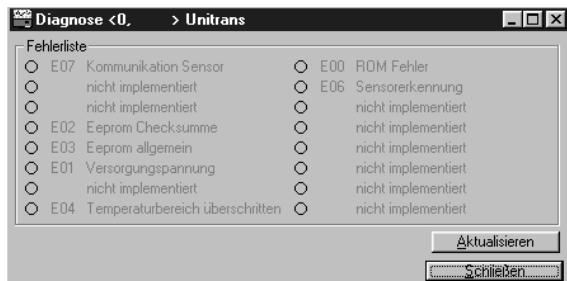 Diagnose <0, > Unitrans
Fehlerliste
E07 Kommunikation Sensor
nicht implementiert
nicht implementiert
E02 Eeprom Checksumme
E03 Eeprom allgemein
E01 Versorgungspannung
nicht implementiert
E04 Temperaturbereich überschritten
E00 ROM Fehler
E06 Sensorerkennung
nicht implementiert
nicht implementiert
nicht implementiert
nicht implementiert
nicht implementiert
nicht implementiert
Aktualisieren
Schließen